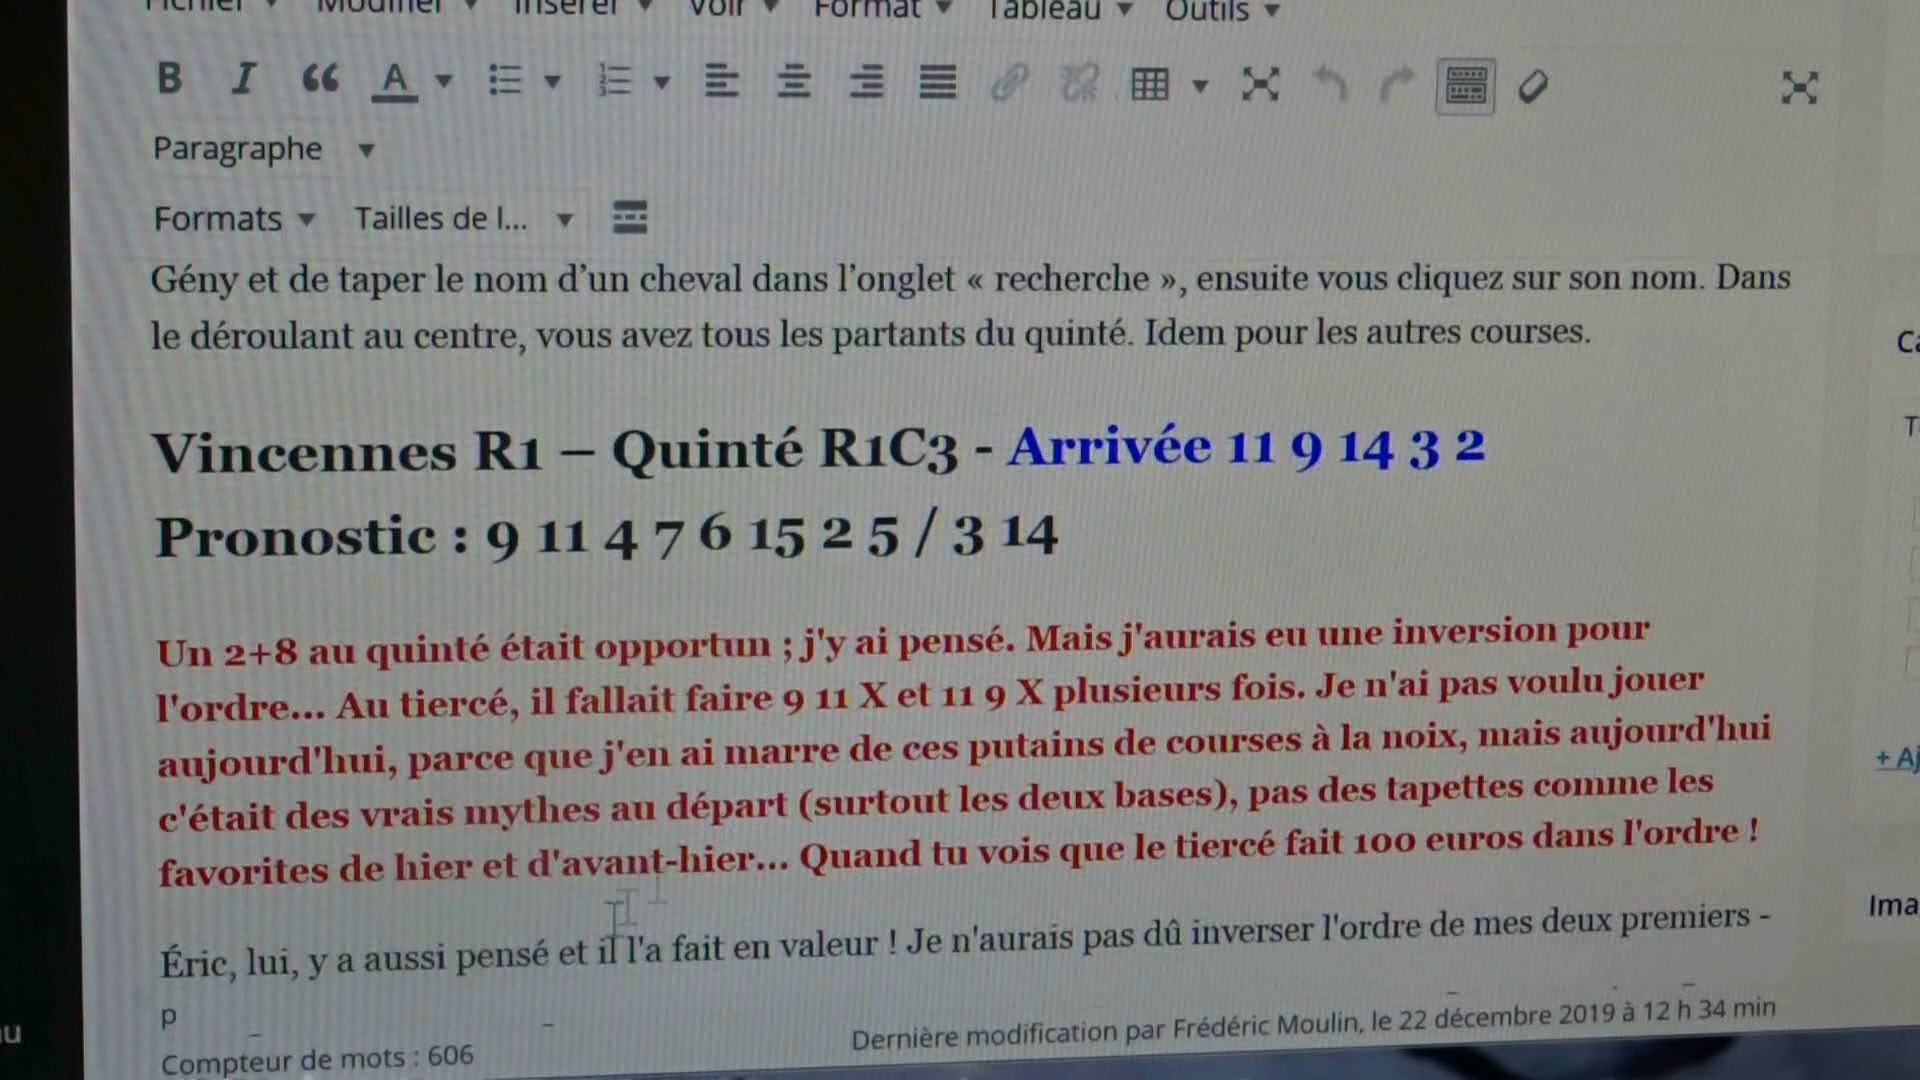 Fichier Modifier Insérer Voir Format Tableau Outils
B I A
Paragraphe
Formats Tailles de l...
Gény et de taper le nom d’un cheval dans l’onglet « recherche », ensuite vous cliquez sur son nom. Dans
le déroulant au centre, vous avez tous les partants du quinté. Idem pour les autres courses.
Vincennes R1 – Quinté R1C3 - Arrivée 11 9 14 3 2
Pronostic : 9 11 4 7 6 15 2 5 / 3 14
Un 2+8 au quinté était opportun ; j'y ai pensé. Mais j'aurais eu une inversion pour
l'ordre... Au tiercé, il fallait faire 9 11 X et 11 9 X plusieurs fois. Je n'ai pas voulu jouer
aujourd'hui, parce que j'en ai marre de ces putains de courses à la noix, mais aujourd'hui
c'était des vrais mythes au départ (surtout les deux bases), pas des tapettes comme les
favorites de hier et d'avant-hier... Quand tu vois que le tiercé fait 100 euros dans l'ordre !
Éric, lui, y a aussi pensé et il l'a fait en valeur ! Je n'aurais pas dû inverser l'ordre de mes deux premiers -
p
Compteur de mots : 606
Dernière modification par Frédéric Moulin, le 22 décembre 2019 à 12 h 34 min